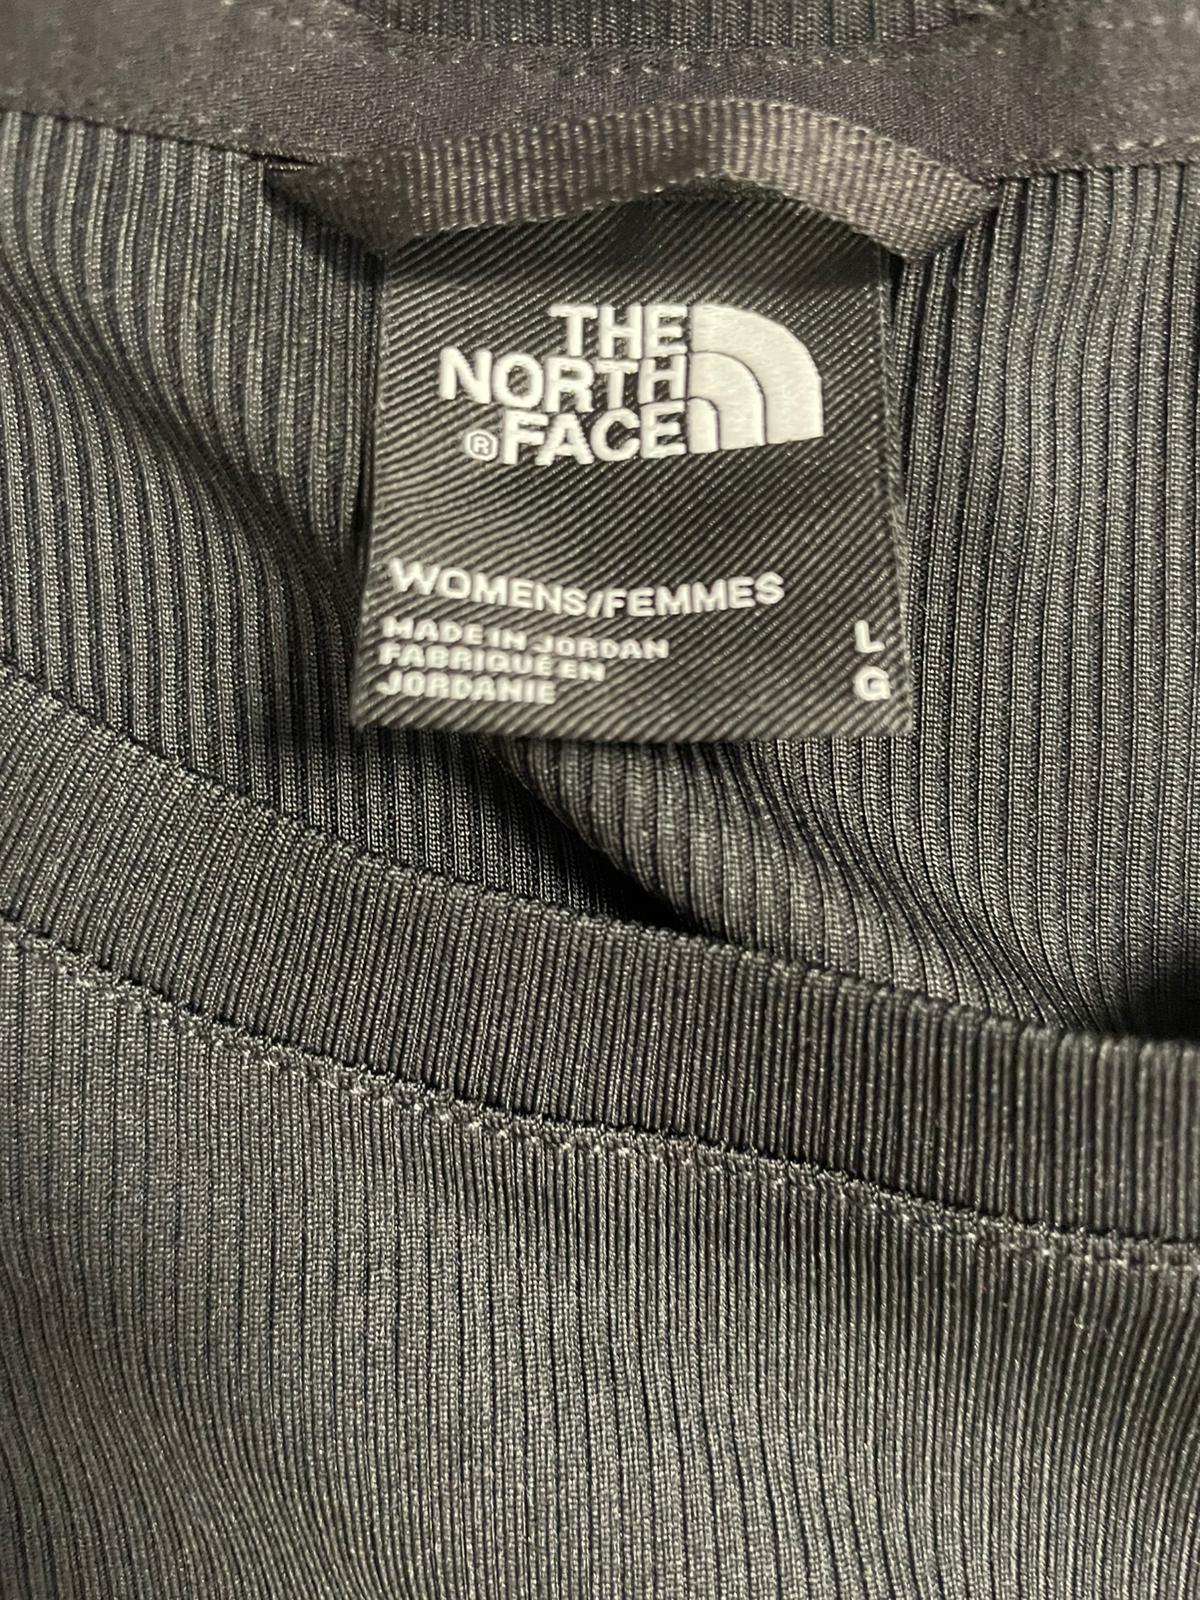 THE
NORTH
®FACE
WOMENS/FEMMES
MADE IN JORDAN
FABRIQUÉ EN
JORDANIE
L
G